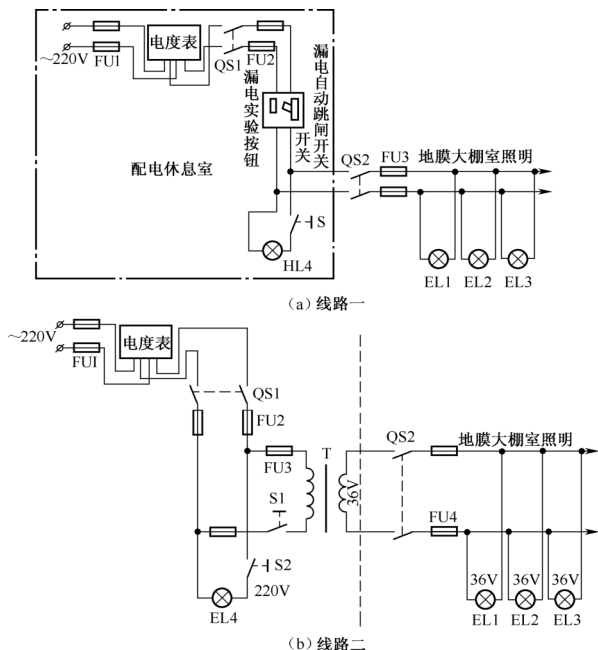 电度表
～220V
FU1
QS1
FU2
漏电实验按钮
漏电自动跳闸开关
开关
配电休息室
QS2
FU3
地膜大棚室照明
S
HL4
EL1
EL2
EL3
(a) 线路一
～220V
电度表
FUI
QS1
FU2
QS2
地膜大棚室照明
FU3
T
36V
S1
FU4
S2
220V
36V
36V
36V
EL4
EL1
EL2
EL3
(b) 线路二